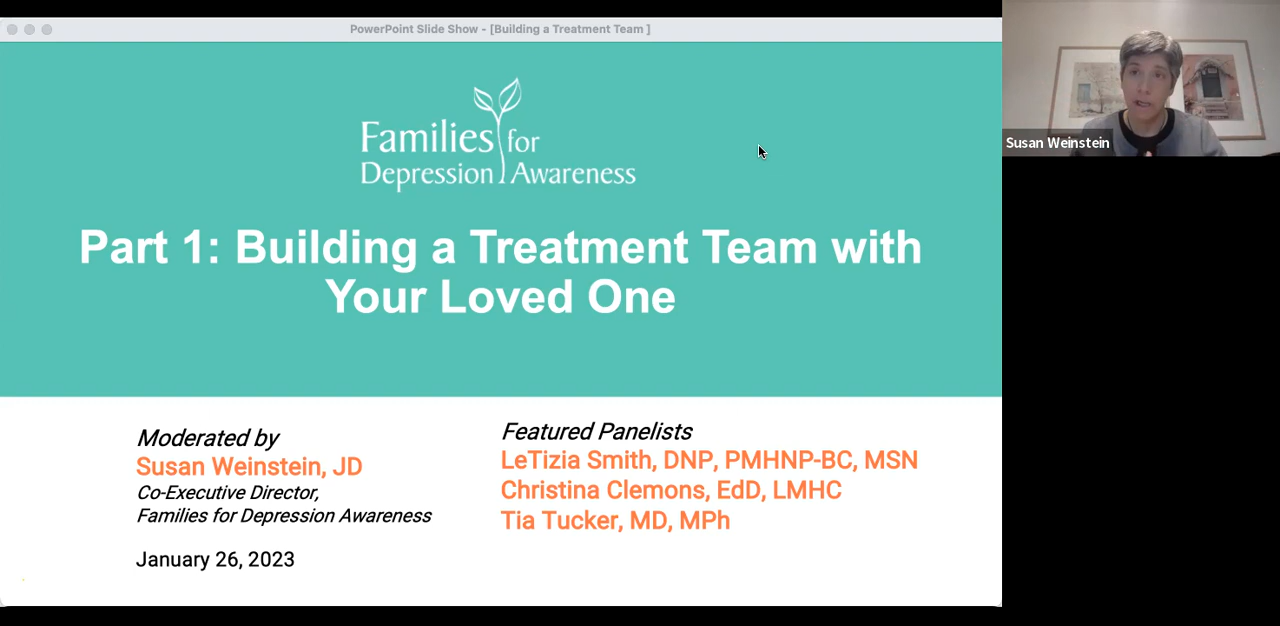 PowerPoint Slide Show - [Building a Treatment Team ]
Families for
Depression Awareness
Part 1: Building a Treatment Team with
Your Loved One
Moderated by
Susan Weinstein, JD
Co-Executive Director,
Families for Depression Awareness
January 26, 2023
Featured Panelists
LeTizia Smith, DNP, PMHNP-BC, MSN
Christina Clemons, EdD, LMHC
Tia Tucker, MD, MPh
Susan Weinstein